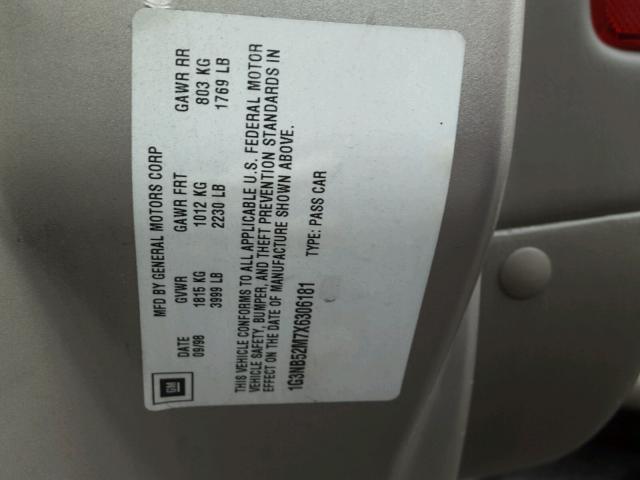 MFD BY GENERAL MOTORS CORP
DATE GVWR GAWR FRT GAWR RR
09/98 1815 KG 1012 KG 803 KG
3999 LB 2230 LB 1769 LB
THIS VEHICLE CONFORMS TO ALL APPLICABLE U.S. FEDERAL MOTOR
VEHICLE SAFETY, BUMPER, AND THEFT PREVENTION STANDARDS IN
EFFECT ON THE DATE OF MANUFACTURE SHOWN ABOVE.
1G3NB52M7X6306181 TYPE: PASS CAR
GM